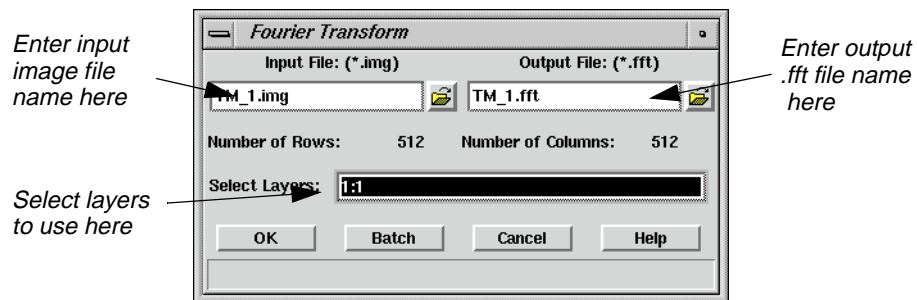 Fourier Transform
Enter input
image file
name here
Input File: (*.img)
Output File: (*.fft)
Enter output
.fft file name
here
TM_1.img
TM_1.fft
Number of Rows: 512 Number of Columns: 512
Select layers
to use here
Select Layers: 1:1
OK Batch Cancel Help